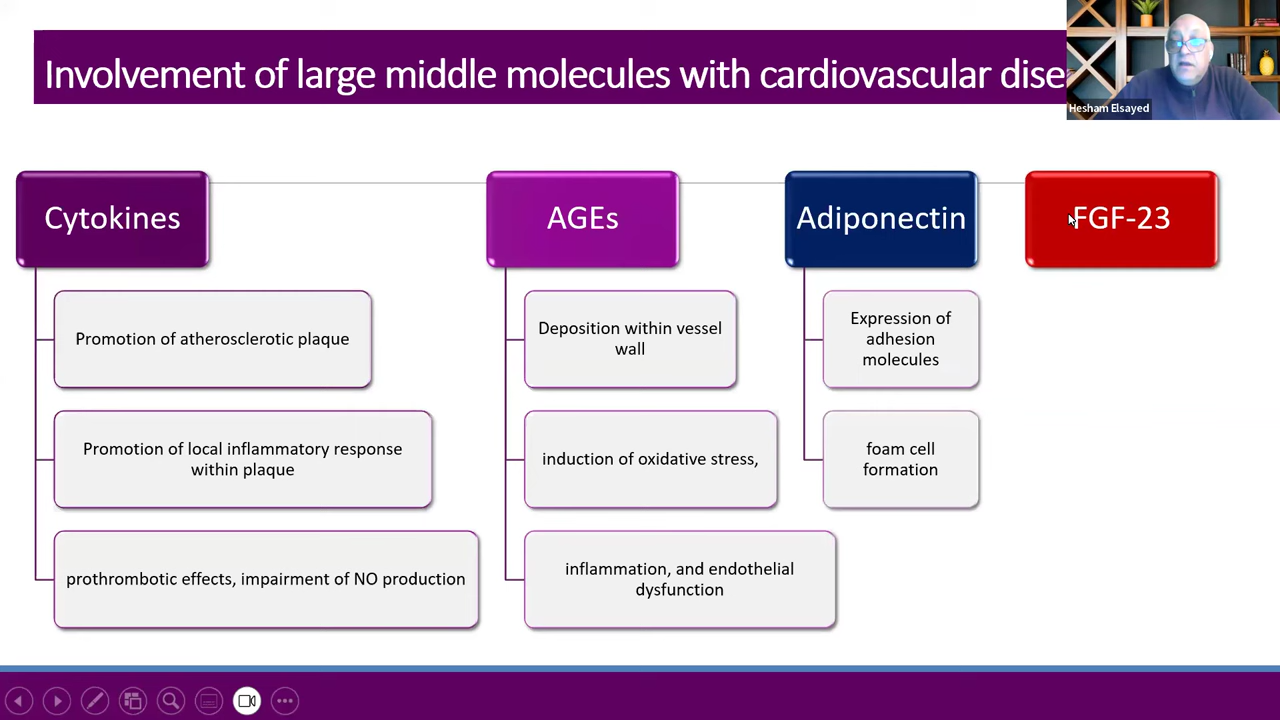 Involvement of large middle molecules with cardiovascular dise
Hesham Elsayed
Cytokines
Promotion of atherosclerotic plaque
Promotion of local inflammatory response
within plaque
prothrombotic effects, impairment of NO production
AGEs
Deposition within vessel
wall
induction of oxidative stress,
inflammation, and endothelial
dysfunction
Adiponectin
Expression of
adhesion
molecules
foam cell
formation
FGF-23